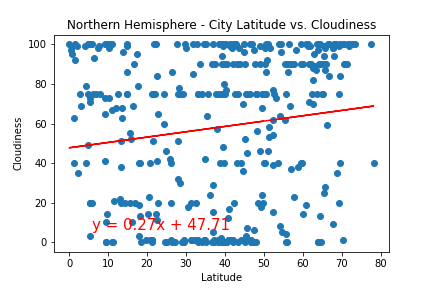 Northern Hemisphere - City Latitude vs. Cloudiness
100
80
60
40
20
0
Cloudiness
y = 0.27x + 47.71
0 10 20 30 40 50 60 70 80
Latitude